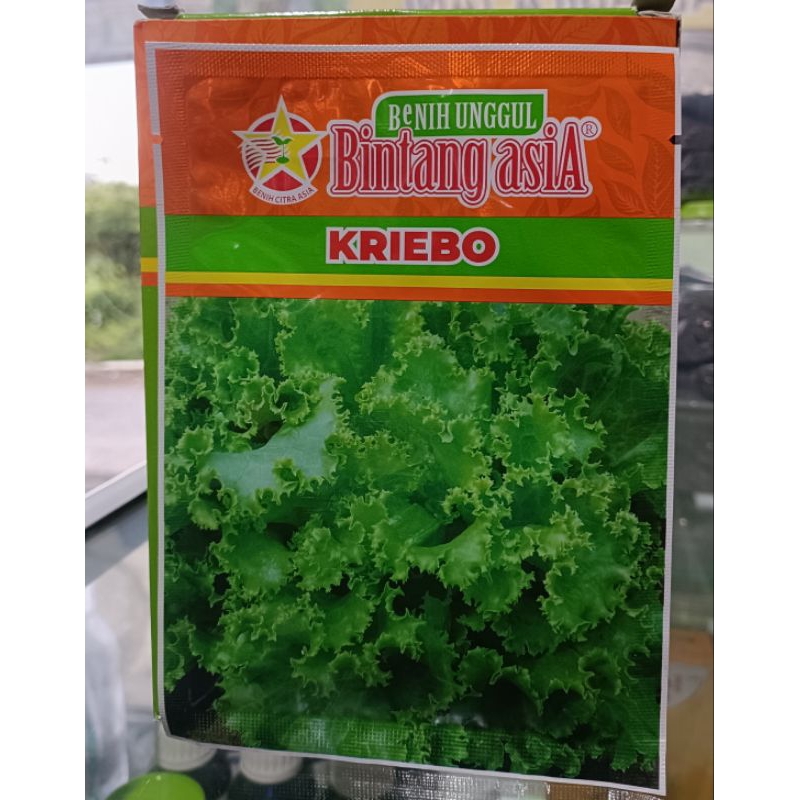 BeNIH UNGGUL
Bintang asiA®
BENIH CITRA ASIA
KRIEBO